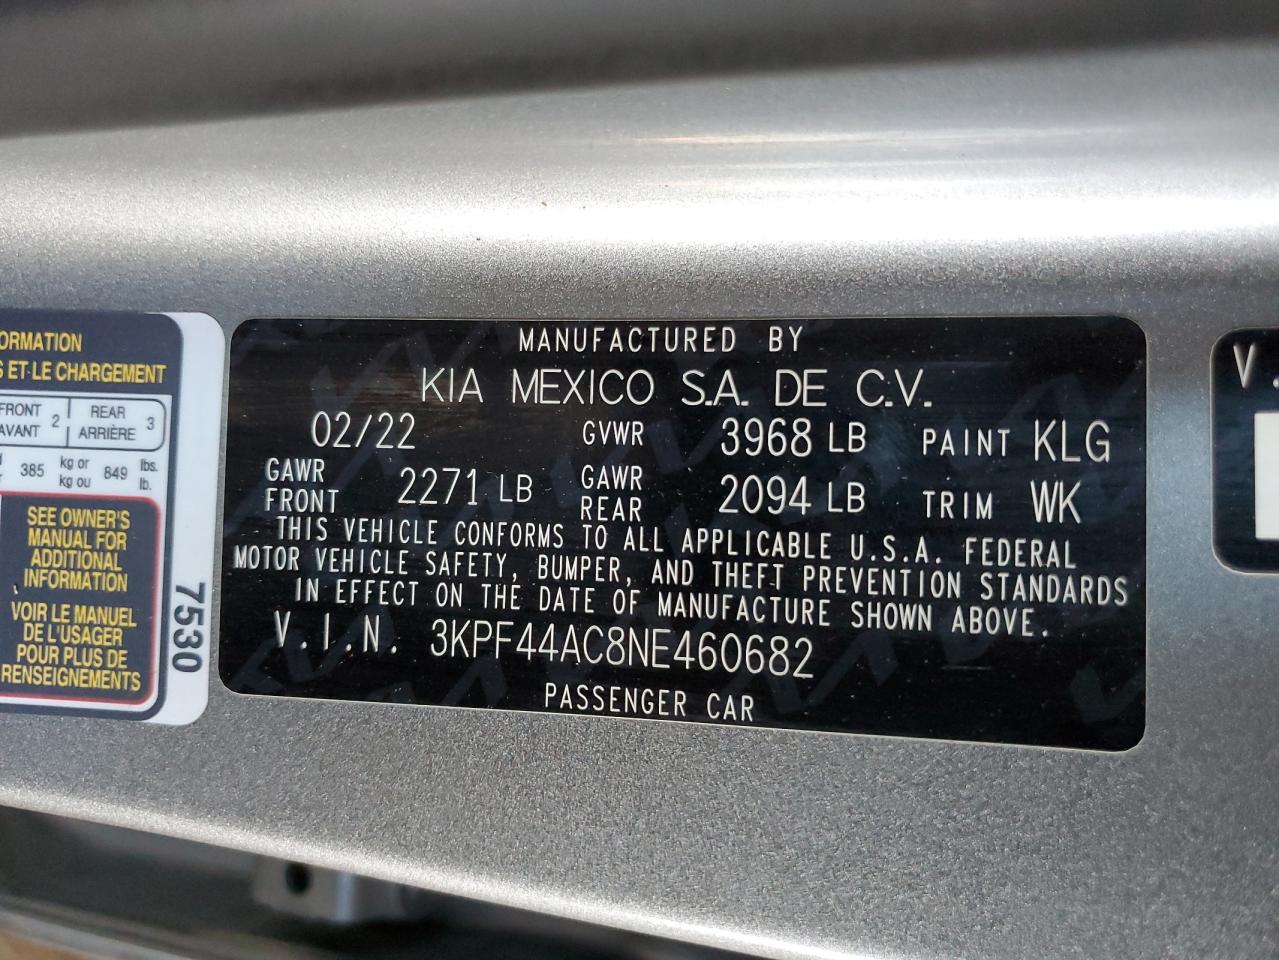 ORMATION
S ET LE CHARGEMENT
FRONT 2 REAR 3
AVANT ARRIÈRE
385 kg or 849 lbs.
kg ou lb.
SEE OWNER'S
MANUAL FOR
ADDITIONAL
INFORMATION
VOIR LE MANUEL
DE L'USAGER
POUR PLUS DE
RENSEIGNEMENTS
7530
MANUFACTURED BY
KIA MEXICO S.A. DE C.V.
02/22 GVWR 3968 LB PAINT KLG
GAWR FRONT 2271 LB GAWR REAR 2094 LB TRIM WK
THIS VEHICLE CONFORMS TO ALL APPLICABLE U.S.A. FEDERAL
MOTOR VEHICLE SAFETY, BUMPER, AND THEFT PREVENTION STANDARDS
IN EFFECT ON THE DATE OF MANUFACTURE SHOWN ABOVE.
V.I.N. 3KPF44AC8NE460682
PASSENGER CAR
V.